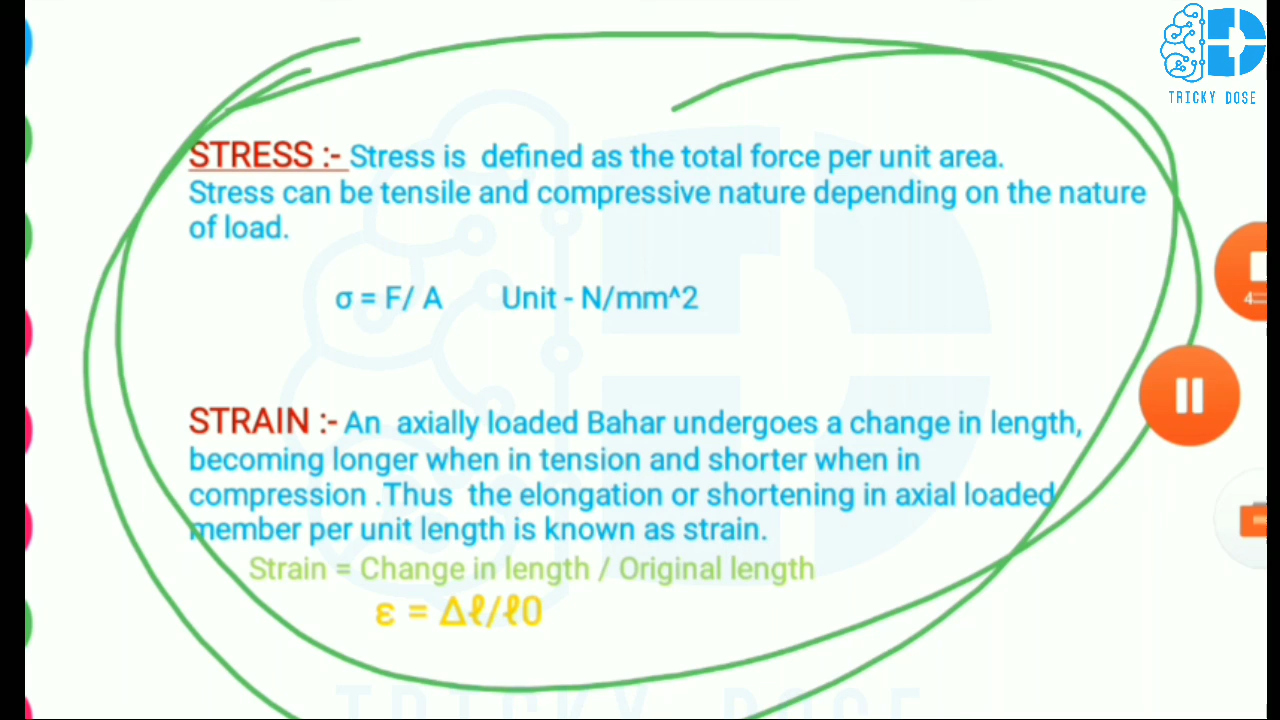 TRICKY DOSE
STRESS :- Stress is defined as the total force per unit area.
Stress can be tensile and compressive nature depending on the nature
of load.
σ = F/ A Unit - N/mm^2
STRAIN :- An axially loaded Bahar undergoes a change in length,
becoming longer when in tension and shorter when in
compression .Thus the elongation or shortening in axial loaded
member per unit length is known as strain.
Strain = Change in length / Original length
ε = Δℓ/ℓ0
TRICKY DOSE